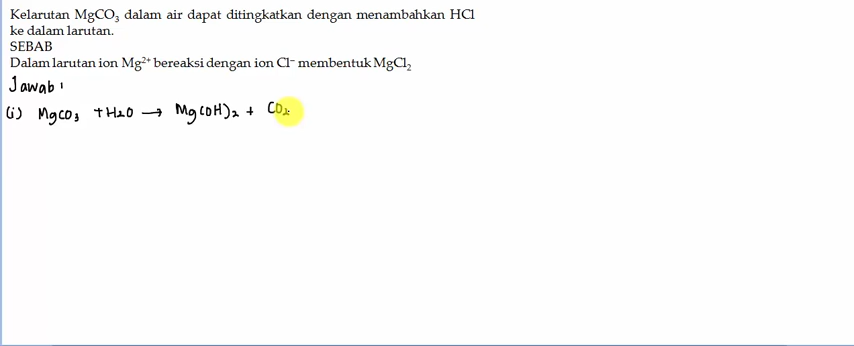 Kelarutan MgCO₃ dalam air dapat ditingkatkan dengan menambahkan HCl
ke dalam larutan.
SEBAB
Dalam larutan ion Mg²⁺ bereaksi dengan ion Cl⁻ membentuk MgCl₂
Jawab :
(i) MgCO₃ + H₂O → Mg(OH)₂ + CO₂